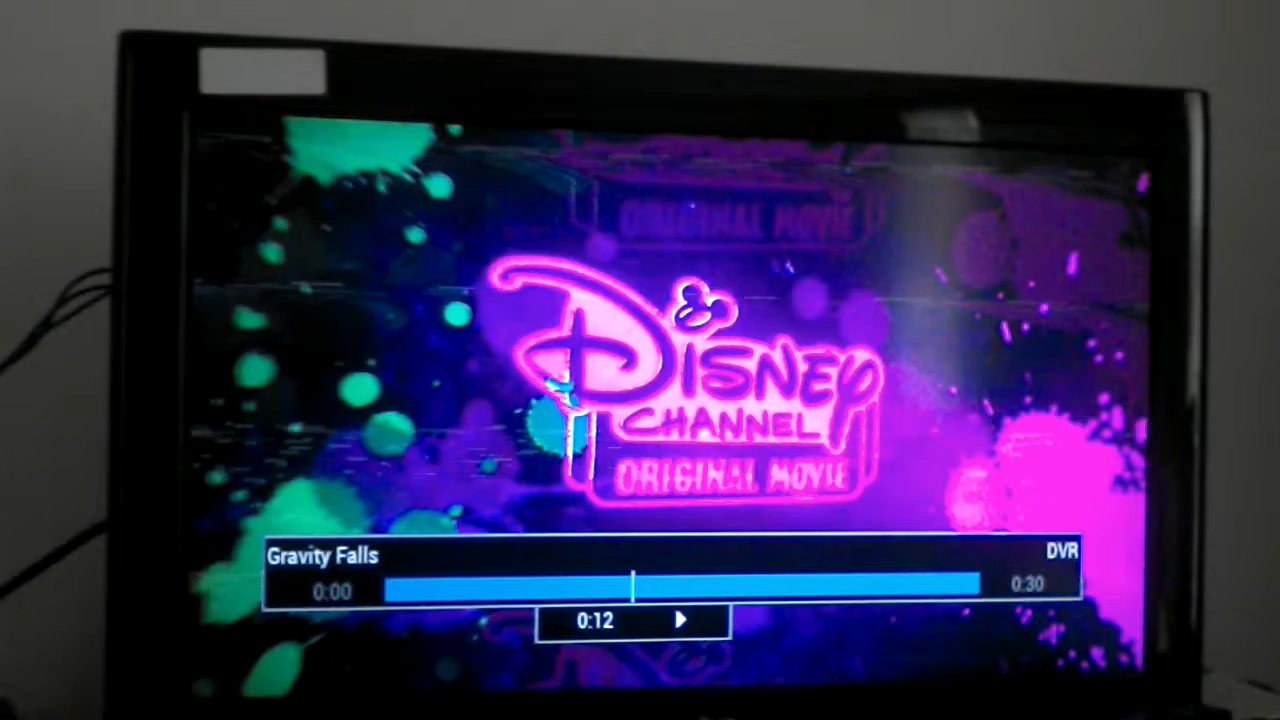 ORIGINAL MOVIE
DISNEY
CHANNEL
ORIGINAL MOVIE
Gravity Falls
DVR
0:00
0:30
0:12